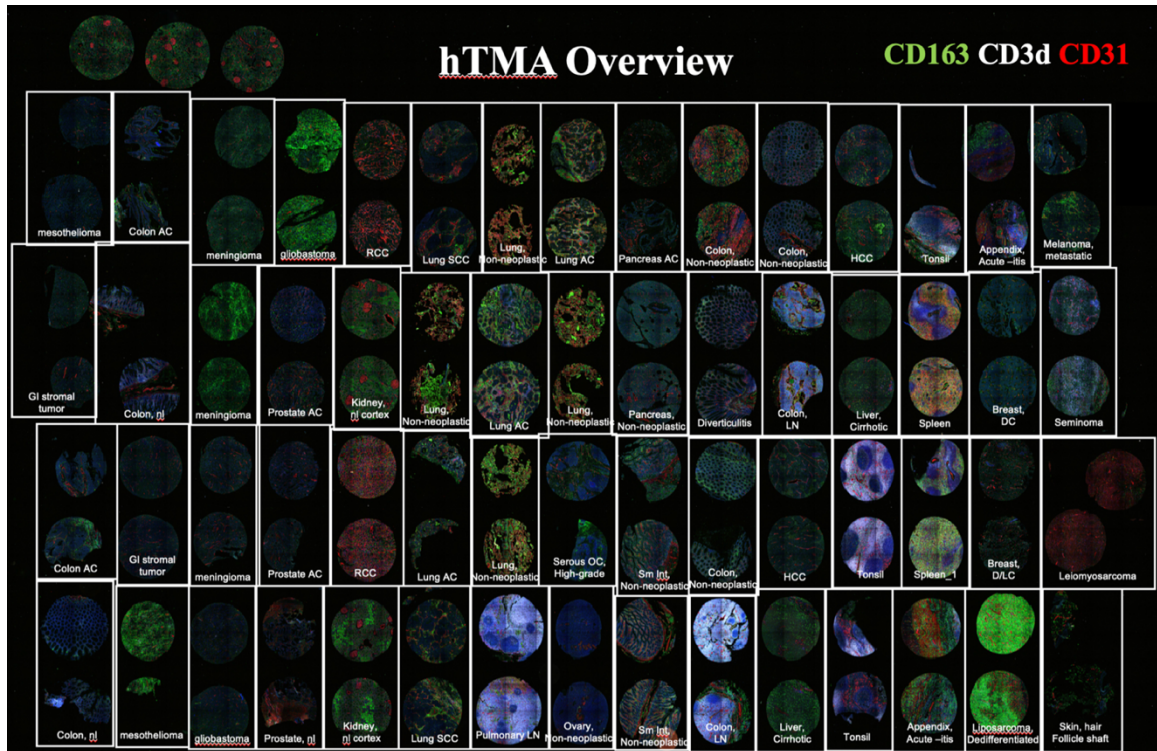 hTMA Overview
CD163 CD3d CD31
mesothelioma
Colon AC
meningioma
gliobastoma
RCC
Lung SCC
Lung,
Non-neoplastic
Lung AC
Pancreas AC
Colon,
Non-neoplastic
Colon,
Non-neoplastic
HCC
Tonsil
Appendix,
Acute –itis
Melanoma,
metastatic
GI stromal
tumor
Colon, nl
meningioma
Prostate AC
Kidney,
nl cortex
Lung,
Non-neoplastic
Lung AC
Lung,
Non-neoplastic
Pancreas,
Non-neoplastic
Diverticulitis
Colon,
LN
Liver,
Cirrhotic
Spleen
Breast,
DC
Seminoma
Colon AC
GI stromal
tumor
meningioma
Prostate AC
RCC
Lung AC
Lung,
Non-neoplastic
Serous OC,
High-grade
Sm Int,
Non-neoplastic
Colon,
Non-neoplastic
HCC
Tonsil
Spleen_1
Breast,
D/LC
Leiomyosarcoma
Colon, nl
mesothelioma
gliobastoma
Prostate, nl
Kidney,
nl cortex
Lung SCC
Pulmonary LN
Ovary,
Non-neoplastic
Sm Int,
Non-neoplastic
Colon,
LN
Liver,
Cirrhotic
Tonsil
Appendix,
Acute –itis
Liposarcoma,
Dedifferentiated
Skin, hair
Follicle shaft